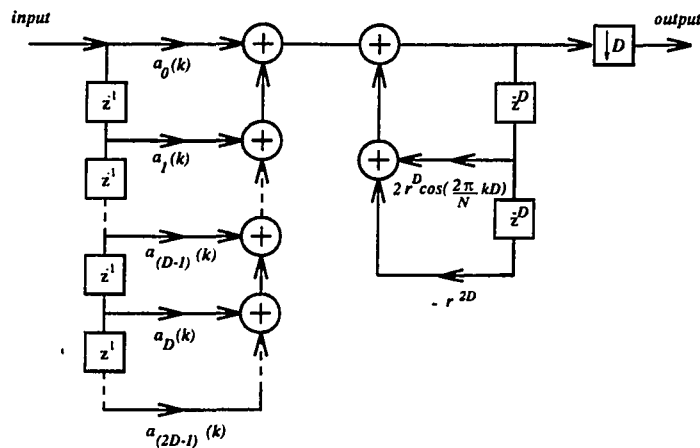 input
output
a_0(k)
+
+
↓D
z^-1
z^-D
a_1(k)
+
+
2 r^D cos(2π/N kD)
z^-1
z^-D
a_(D-1)(k)
+
z^-1
- r^2D
a_D(k)
+
z^-1
a_(2D-1)(k)